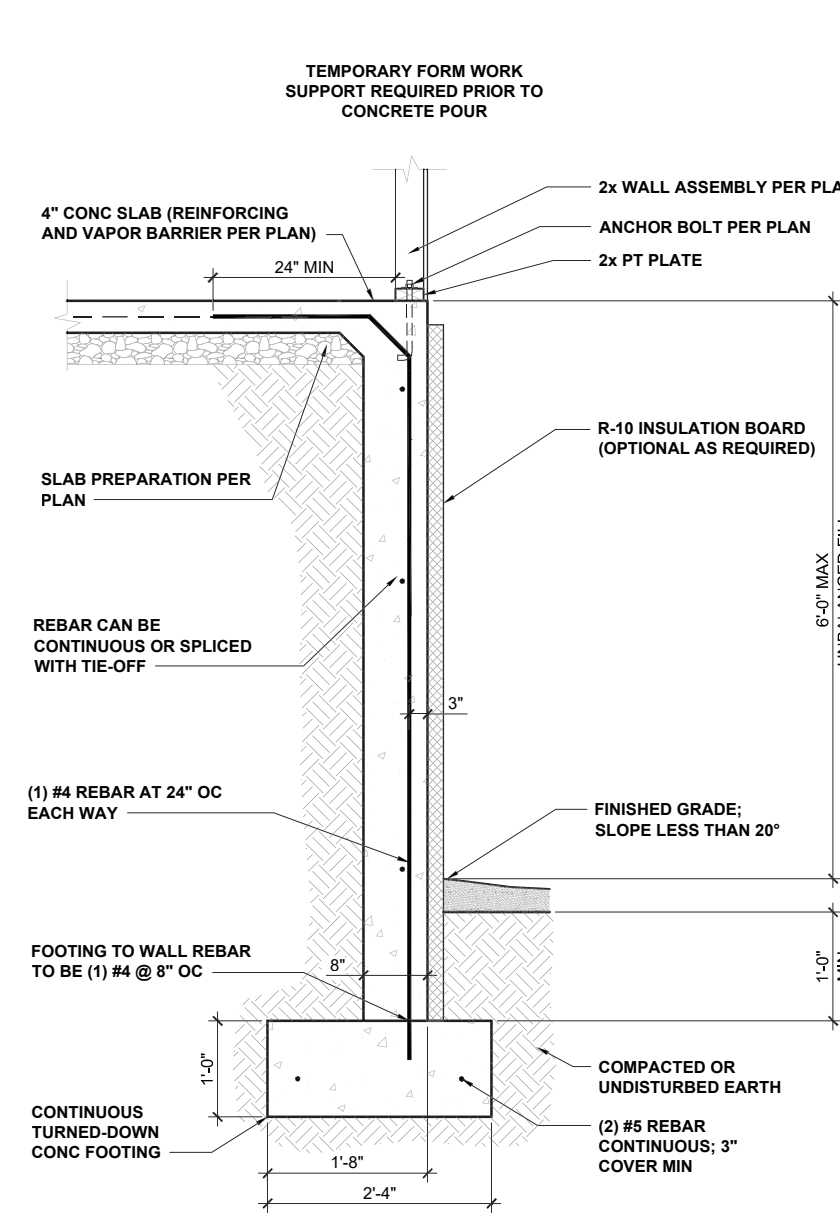 TEMPORARY FORM WORK
SUPPORT REQUIRED PRIOR TO
CONCRETE POUR
2x WALL ASSEMBLY PER
4" CONC SLAB (REINFORCING
AND VAPOR BARRIER PER PLAN)
ANCHOR BOLT PER PLAN
24" MIN
2x PT PLATE
R-10 INSULATION BOARD
(OPTIONAL AS REQUIRED)
SLAB PREPARATION PER
PLAN
6'-0" MAX
REBAR CAN BE
CONTINUOUS OR SPLICED
WITH TIE-OFF
3"
(1) #4 REBAR AT 24" OC
EACH WAY
FINISHED GRADE;
SLOPE LESS THAN 20°
FOOTING TO WALL REBAR
TO BE (1) #4 @ 8" OC
8"
1'-0"
1'-0"
COMPACTED OR
UNDISTURBED EARTH
CONTINUOUS
TURNED-DOWN
CONC FOOTING
(2) #5 REBAR
CONTINUOUS; 3"
COVER MIN
1'-8"
2'-4"